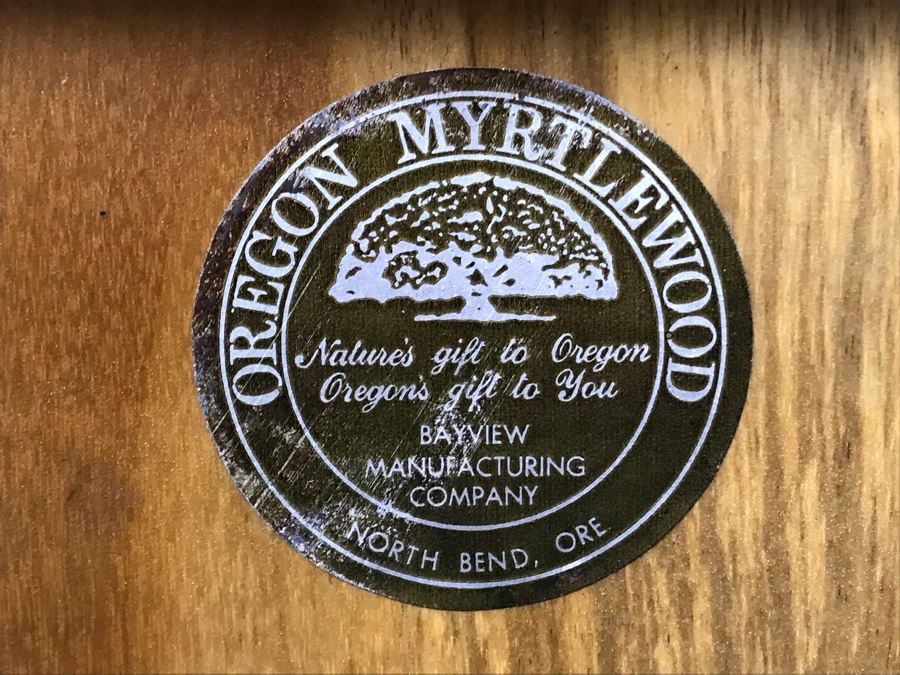 OREGON MYRTLEWOOD
Nature's gift to Oregon
Oregon's gift to You
BAYVIEW
MANUFACTURING
COMPANY
NORTH BEND, ORE